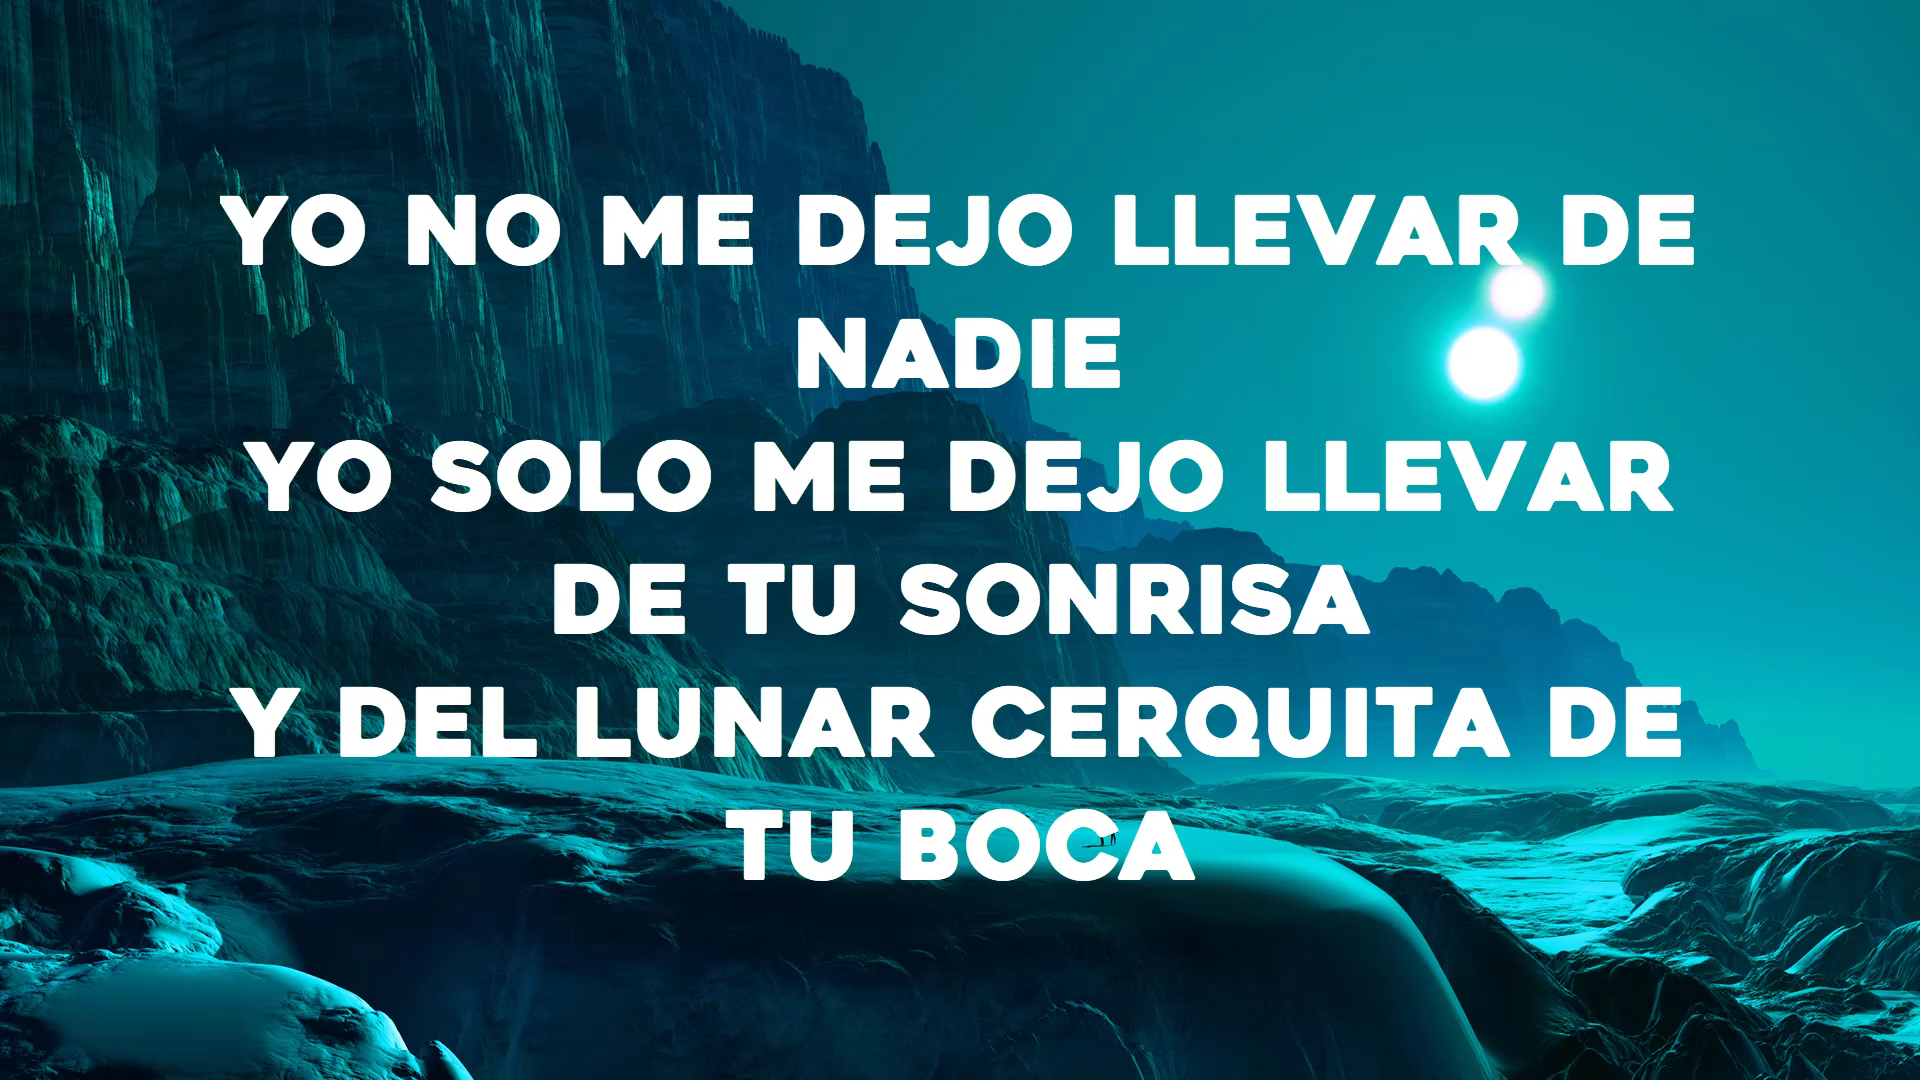 YO NO ME DEJO LLEVAR DE
NADIE
YO SOLO ME DEJO LLEVAR
DE TU SONRISA
Y DEL LUNAR CERQUITA DE
TU BOCA